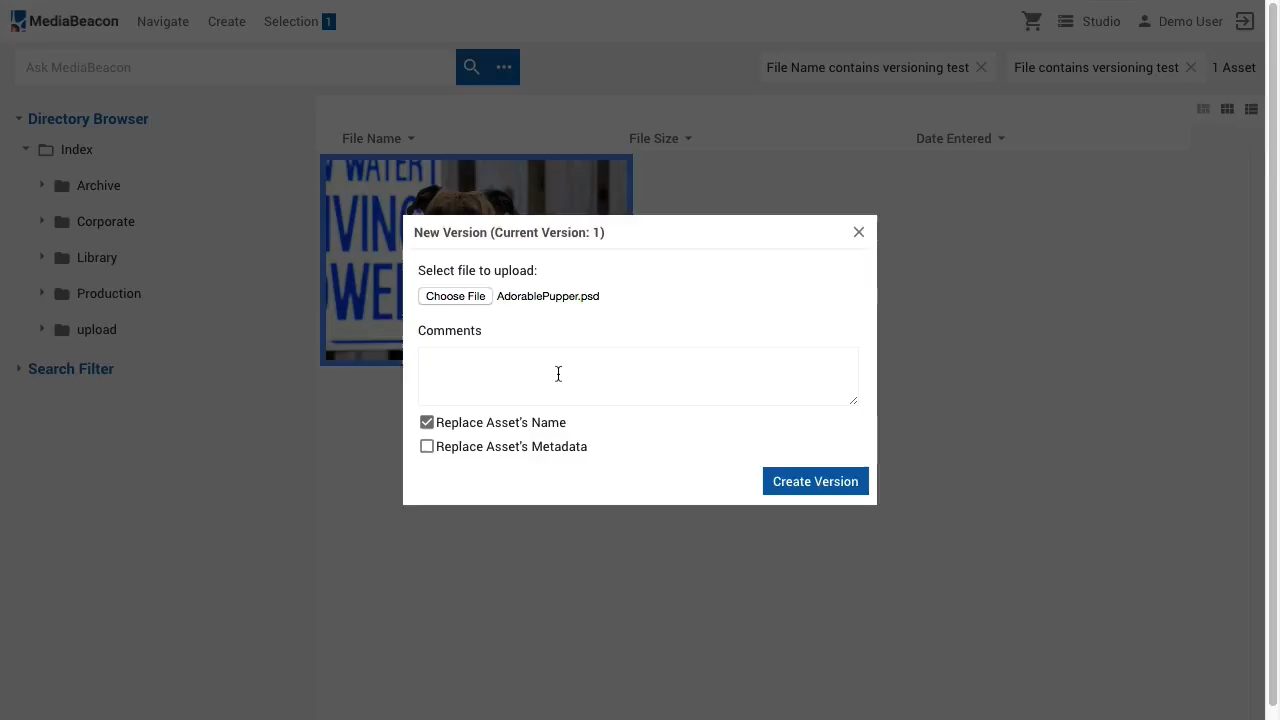 MediaBeacon Navigate Create Selection 1 Studio Demo User
Ask MediaBeacon File Name contains versioning test File contains versioning test 1 Asset
Directory Browser
Index
Archive
Corporate
Library
Production
upload
Search Filter
File Name File Size Date Entered
WATER
New Version (Current Version: 1)
Select file to upload:
Choose File AdorablePupper.psd
Comments
Replace Asset's Name
Replace Asset's Metadata
Create Version